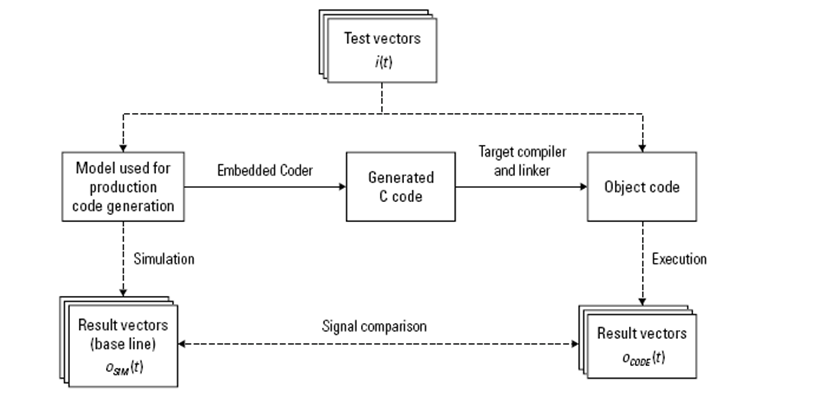 Test vectors
i(t)
Model used for
production
code generation
Embedded Coder
Generated
C code
Target compiler
and linker
Object code
Simulation
Execution
Result vectors
(base line)
oSIM(t)
Signal comparison
Result vectors
oCODE(t)